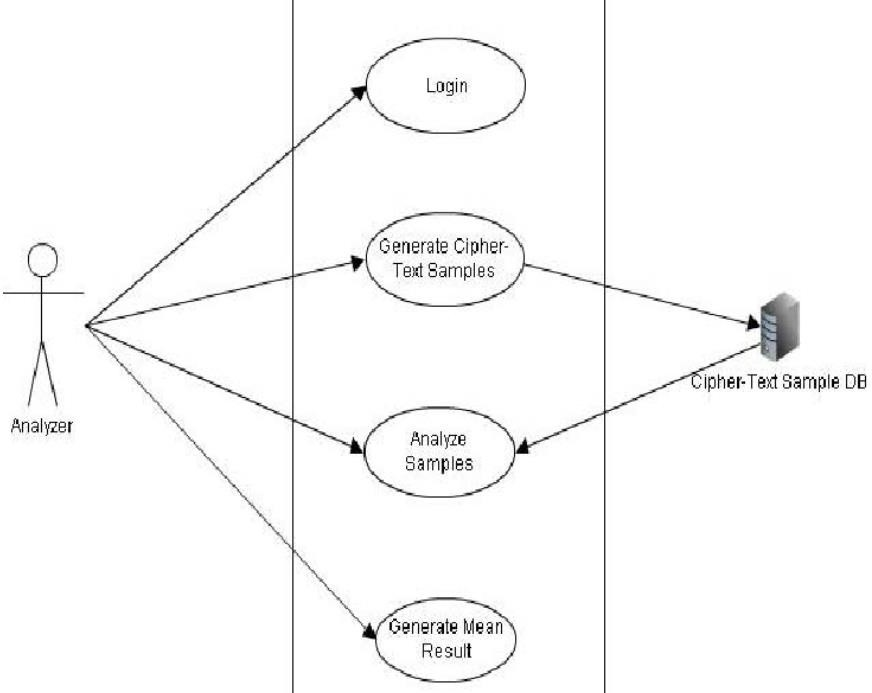 Login
Generate Cipher-
Text Samples
Cipher-Text Sample DB
Analyzer
Analyze
Samples
Generate Mean
Result